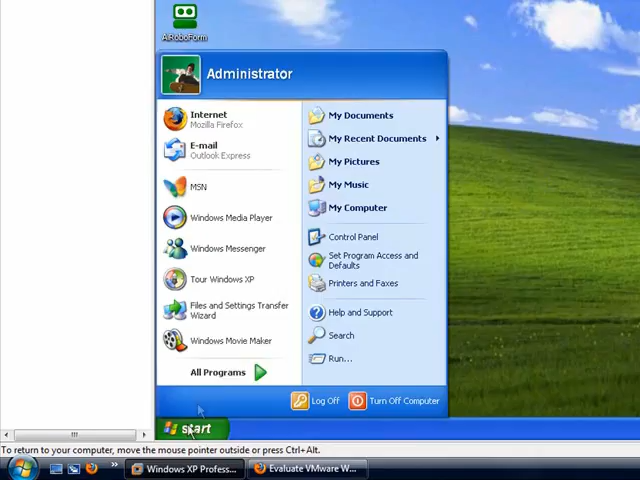 AiRoboForm
Administrator
Internet
Mozilla Firefox
E-mail
Outlook Express
MSN
Windows Media Player
Windows Messenger
Tour Windows XP
Files and Settings Transfer
Wizard
Windows Movie Maker
All Programs
My Documents
My Recent Documents
My Pictures
My Music
My Computer
Control Panel
Set Program Access and
Defaults
Printers and Faxes
Help and Support
Search
Run...
Log Off
Turn Off Computer
start
To return to your computer, move the mouse pointer outside or press Ctrl+Alt.
Windows XP Profess...
Evaluate VMware W...